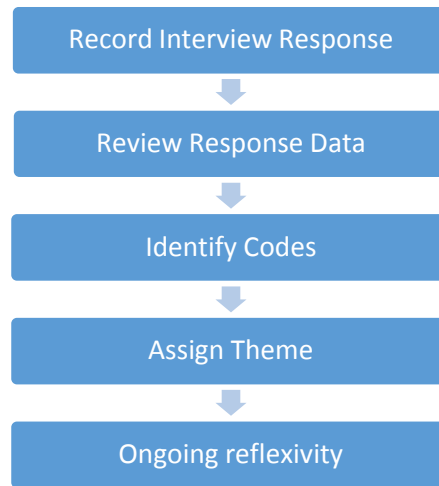 Record Interview Response
Review Response Data
Identify Codes
Assign Theme
Ongoing reflexivity